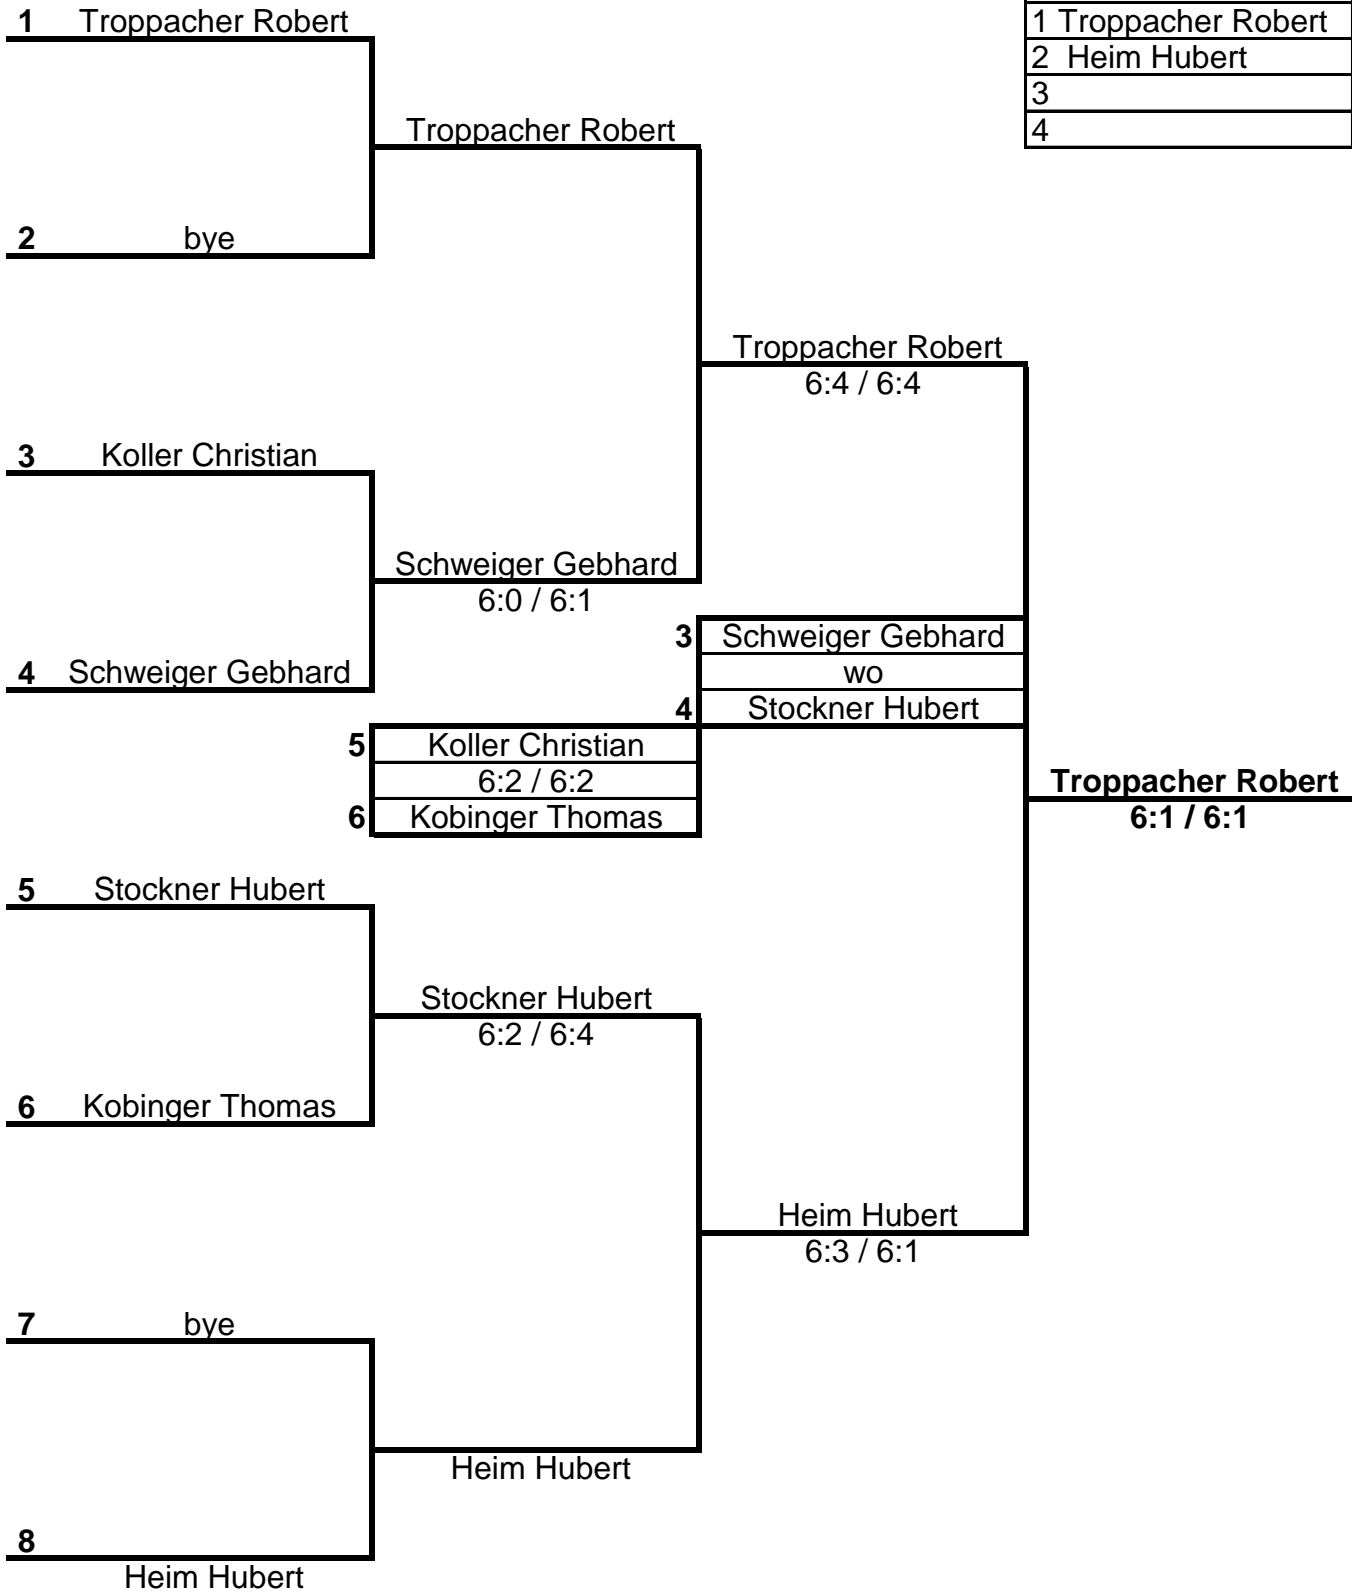 1 Troppacher Robert
1 Troppacher Robert
2 Heim Hubert
3
4
Troppacher Robert
2 bye
Troppacher Robert
6:4 / 6:4
3 Koller Christian
Schweiger Gebhard
6:0 / 6:1
3 Schweiger Gebhard
wo
4 Stockner Hubert
4 Schweiger Gebhard
5 Koller Christian
6:2 / 6:2
6 Kobinger Thomas
Troppacher Robert
6:1 / 6:1
5 Stockner Hubert
Stockner Hubert
6:2 / 6:4
6 Kobinger Thomas
Heim Hubert
6:3 / 6:1
7 bye
Heim Hubert
8
Heim Hubert